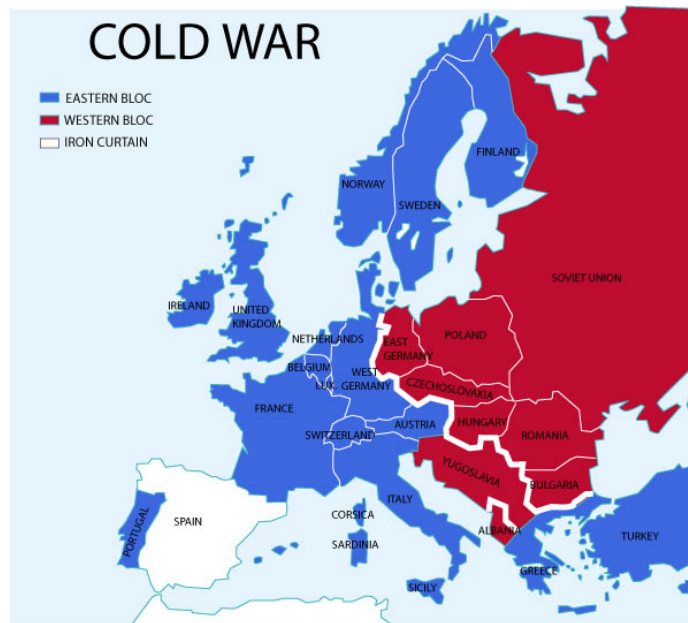 COLD WAR
EASTERN BLOC
WESTERN BLOC
IRON CURTAIN
FINLAND
NORWAY
SWEDEN
SOVIET UNION
IRELAND
UNITED
KINGDOM
NETHERLANDS
EAST
GERMANY
POLAND
BELGIUM
WEST
GERMANY
LUK.
CZECHOSLOVAKIA
FRANCE
AUSTRIA
HUNGARY
SWITZERLAND
ROMANIA
YUGOSLAVIA
BULGARIA
ITALY
CORSICA
PORTUGAL
SPAIN
ALBANIA
TURKEY
SARDINIA
GREECE
SICILY